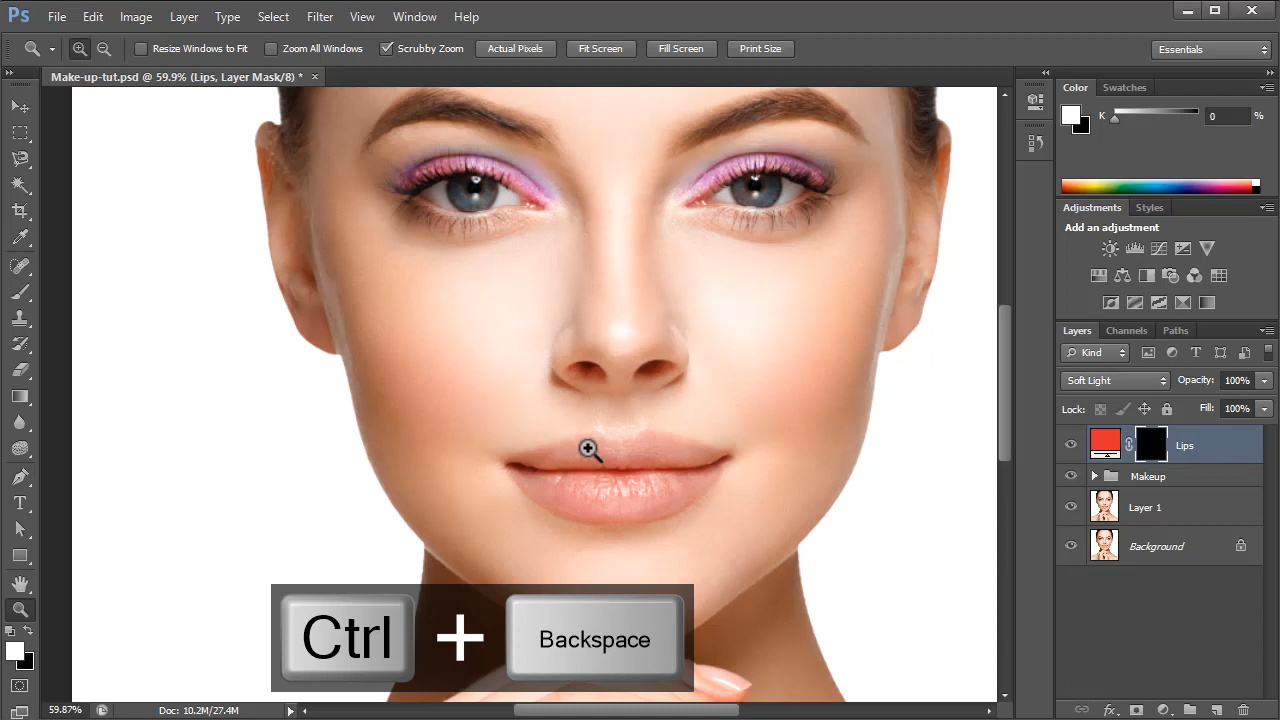 Ps File Edit Image Layer Type Select Filter View Window Help
Resize Windows to Fit Zoom All Windows Scrubby Zoom Actual Pixels Fit Screen Fill Screen Print Size Essentials
Make-up-tut.psd @ 59.9% (Lips, Layer Mask/8) * ×
Color Swatches
K 0 %
Adjustments Styles
Add an adjustment
Layers Channels Paths
Kind
Soft Light Opacity: 100%
Lock: Fill: 100%
Lips
Makeup
Layer 1
Background
Ctrl + Backspace
59.87% Doc: 10.2M/27.4M